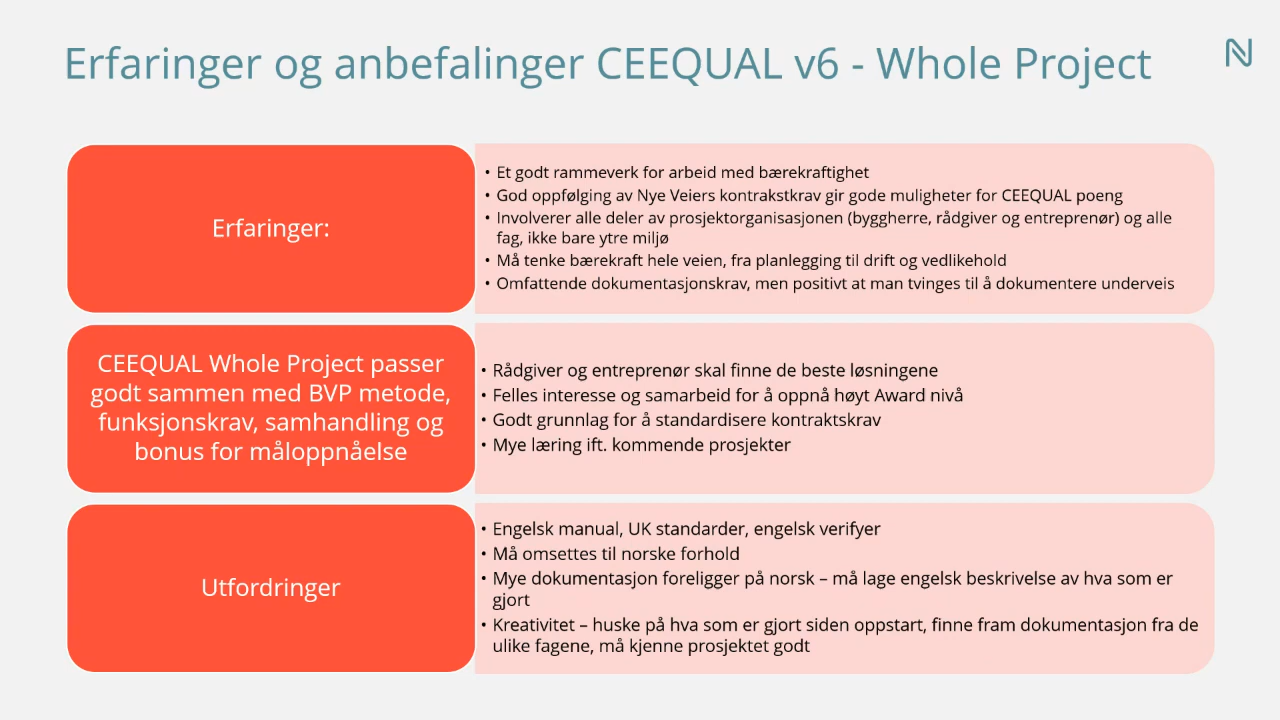 Erfaringer og anbefalinger CEEQUAL v6 - Whole Project
Erfaringer:
• Et godt rammeverk for arbeid med bærekraftighet
• God oppfølging av Nye Veiers kontrakstkrav gir gode muligheter for CEEQUAL poeng
• Involverer alle deler av prosjektorganisasjonen (byggherre, rådgiver og entreprenør) og alle
fag, ikke bare ytre miljø
• Må tenke bærekraft hele veien, fra planlegging til drift og vedlikehold
• Omfattende dokumentasjonskrav, men positivt at man tvinges til å dokumentere underveis
CEEQUAL Whole Project passer
godt sammen med BVP metode,
funksjonskrav, samhandling og
bonus for måloppnåelse
• Rådgiver og entreprenør skal finne de beste løsningene
• Felles interesse og samarbeid for å oppnå høyt Award nivå
• Godt grunnlag for å standardisere kontraktskrav
• Mye læring ift. kommende prosjekter
Utfordringer
• Engelsk manual, UK standarder, engelsk verifyer
• Må omsettes til norske forhold
• Mye dokumentasjon foreligger på norsk – må lage engelsk beskrivelse av hva som er
gjort
• Kreativitet – huske på hva som er gjort siden oppstart, finne fram dokumentasjon fra de
ulike fagene, må kjenne prosjektet godt